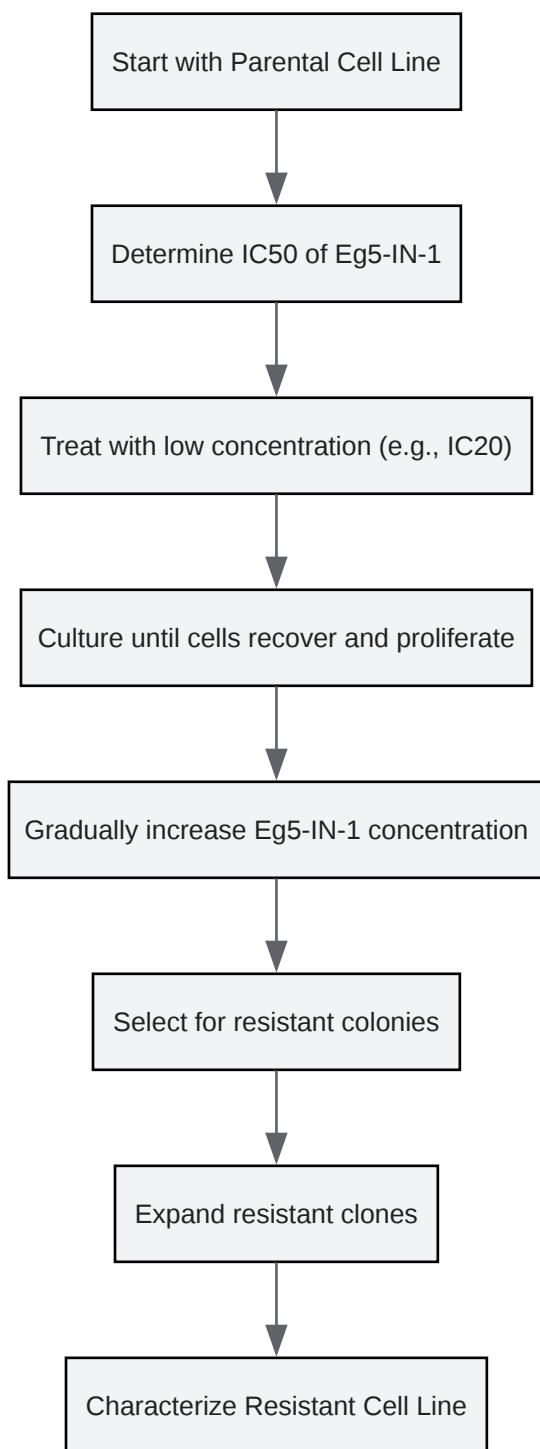 Start with Parental Cell Line
Determine IC50 of Eg5-IN-1
Treat with low concentration (e.g., IC20)
Culture until cells recover and proliferate
Gradually increase Eg5-IN-1 concentration
Select for resistant colonies
Expand resistant clones
Characterize Resistant Cell Line